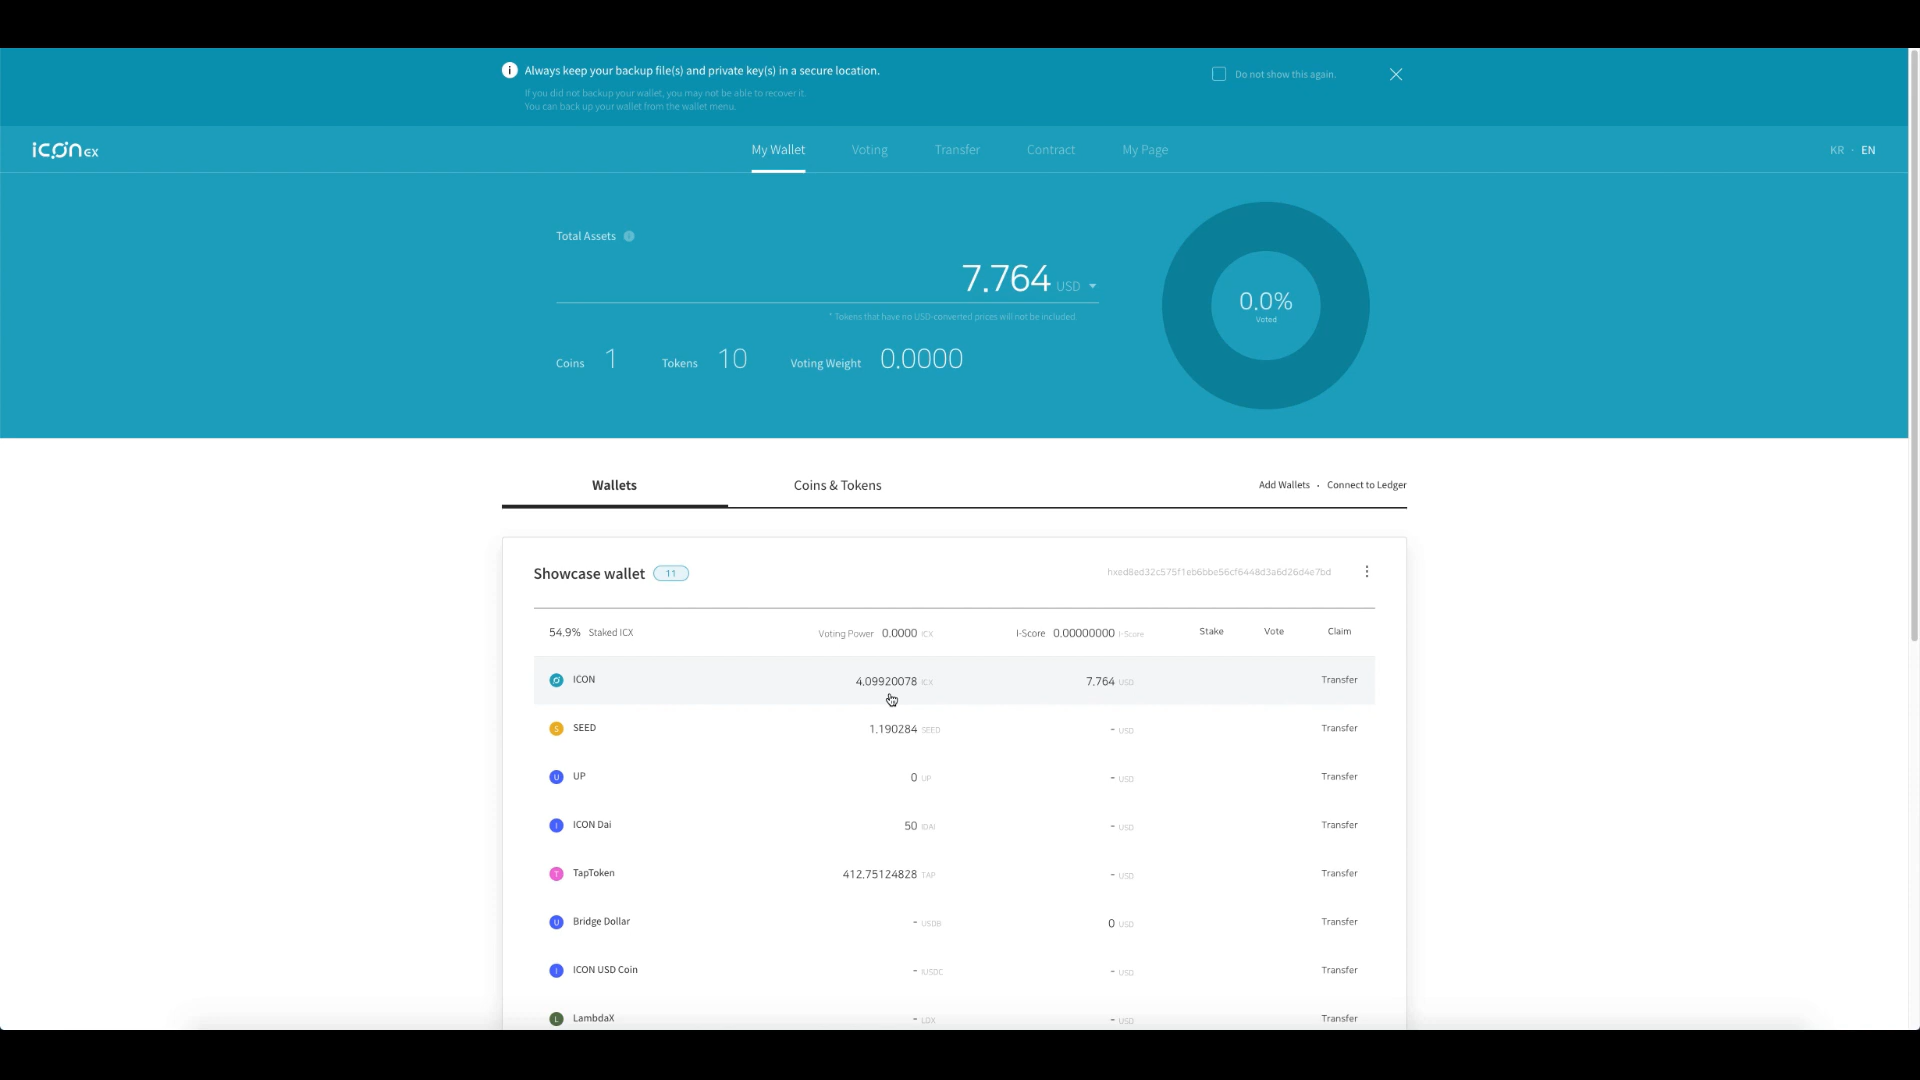 Always keep your backup file(s) and private key(s) in a secure location.
Do not show this again.
If you did not backup your wallet, you may not be able to recover it.
You can back up your wallet from the wallet menu.
icon ex
My Wallet Voting Transfer Contract My Page
KR · EN
Total Assets
7.764 USD
* Tokens that have no USD-converted prices will not be included
0.0%
Voted
Coins 1 Tokens 10 Voting Weight 0.0000
Wallets Coins & Tokens Add Wallets · Connect to Ledger
Showcase wallet 11 hxed8ed32c575f1eb6bbe56cf6448d3a6d26d4e7bd
54.9% Staked ICX Voting Power 0.0000 ICX I-Score 0.00000000 I-Score Stake Vote Claim
ICON 4.09920078 ICX 7.764 USD Transfer
S SEED 1.190284 SEED - USD Transfer
U UP 0 UP - USD Transfer
I ICON Dai 50 IDAI - USD Transfer
T TapToken 412.75124828 TAP - USD Transfer
U Bridge Dollar - USDB 0 USD Transfer
I ICON USD Coin - IUSDC - USD Transfer
L LambdaX - LDX - USD Transfer